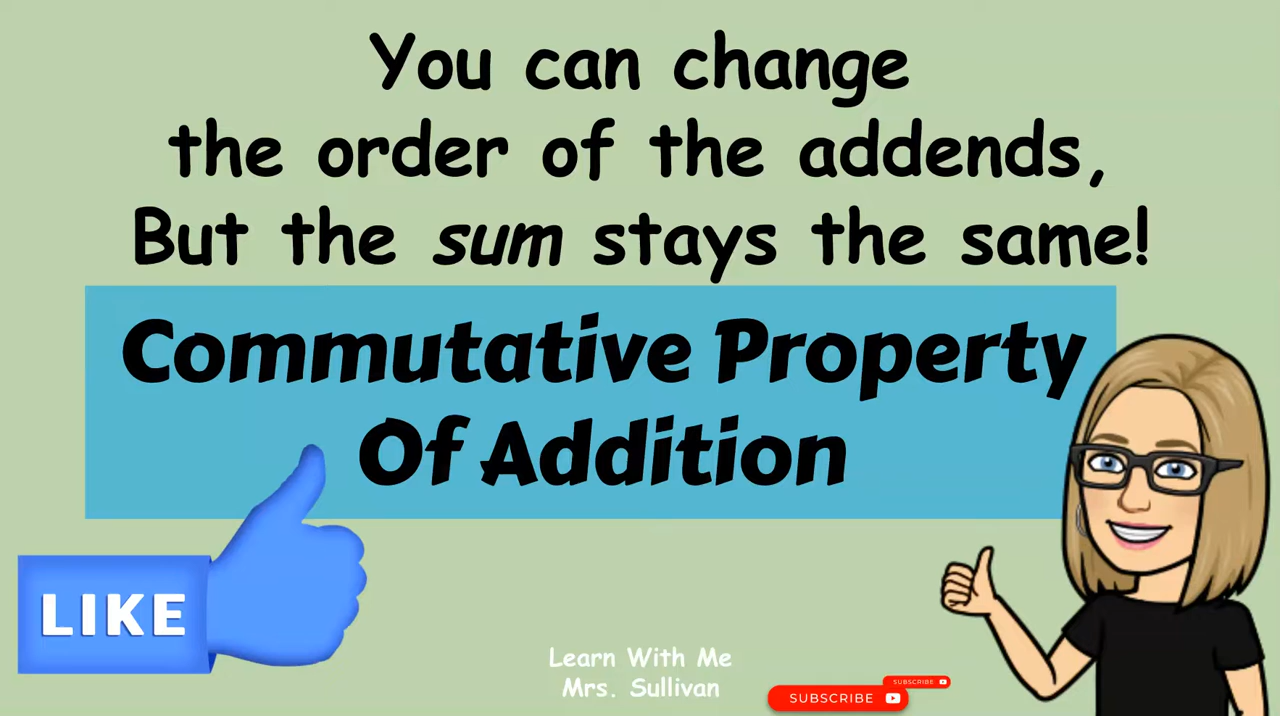 You can change
the order of the addends,
But the sum stays the same!
Commutative Property
Of Addition
LIKE
Learn With Me
Mrs. Sullivan
SUBSCRIBE
SUBSCRIBE